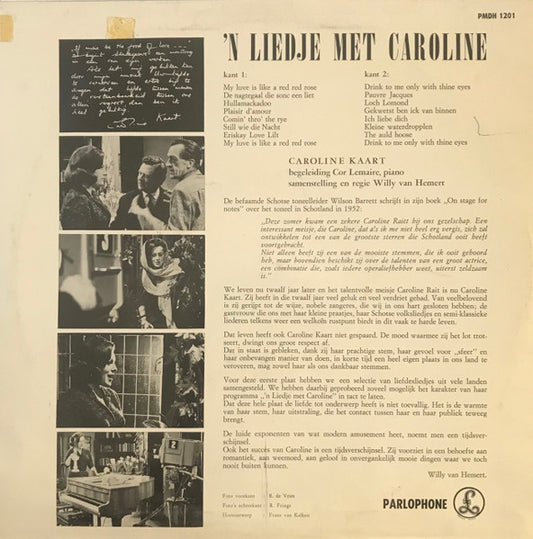 PMDH 1201
'N LIEDJE MET CAROLINE
kant 1:
My love is like a red red rose
De nagtegaal die sonc een liet
Hullamackadoo
Plaisir d'amour
Comin' thro' the rye
Still wie die Nacht
Eriskay Love Lilt
My love is like a red red rose
kant 2:
Drink to me only with thine eyes
Pauvre Jacques
Loch Lomond
Gekwetst ben ick van binnen
Ich liebe dich
Kleine waterdropplen
The auld hoose
Drink to me only with thine eyes
CAROLINE KAART
begeleiding Cor Lemaire, piano
samenstelling en regie Willy van Hemert
De befaamde Schotse toneelleider Wilson Barrett schrijft in zijn boek „On stage for
notes" over het toneel in Schotland in 1952:
„Deze zomer kwam een zekere Caroline Raitt bij ons gezelschap. Een
interessant meisje, die Caroline, dat als ik me niet heel erg vergis, zich zal
ontwikkelen tot een van de grootste sterren die Schotland ooit heeft
voortgebracht.
Niet alleen heeft zij een van de mooiste stemmen, die ik ooit gehoord
heb, maar bovendien beschikt zij over de talenten van een groot actrice,
een combinatie die, zoals iedere operaliefhebber weet, uiterst zeldzaam
is."
We leven nu twaalf jaar later en het talentvolle meisje Caroline Rait is nu Caroline
Kaart. Zij heeft in die twaalf jaar veel geluk en veel verdriet gehad. Van veelbelovend
is zij gerijpt tot de wijze, nobele zangeres, die wij in ons hart gesloten hebben; de
gastvrouw die ons met haar kleine praatjes, haar Schotse volksliedjes en semi-klassieke
liederen telkens weer een welkom rustpunt biedt in dit vaak te harde leven.
Dat leven heeft ook Caroline Kaart niet gespaard. De moed waarmee zij het lot trot-
seert, dwingt ons groot respect af.
Dat in staat is gebleken, dank zij haar prachtige stem, haar gevoel voor „sfeer" en
haar onbevangen manier van doen, in korte tijd een heel eigen plaats in ons land te
veroveren, mag zowel haar als ons dankbaar stemmen.
Voor deze eerste plaat hebben we een selectie van liefdesliedjes uit vele landen
samengesteld. We hebben daarbij geprobeerd zoveel mogelijk het karakter van haar
programma „'n Liedje met Caroline" in tact te laten.
Dat deze hele plaat de liefde tot onderwerp heeft is niet toevallig. Het is de warmte
van haar stem, haar uitstraling, die het contact tussen haar en haar publiek teweeg
brengt.
De luide exponenten van wat modern amusement heet, noemt men een tijdsver-
schijnsel.
Ook het succes van Caroline is een tijdsverschijnsel. Zij voorziet in een behoefte aan
romantiek, aan weemoed, aan geloof in onvergankelijk mooie dingen waar we toch
nooit buiten kunnen.
Willy van Hemert.
Foto voorkant : R. de Vries
Foto's achterkant : R. Frings
Hoesontwerp : Frans van Kolken
PARLOPHONE